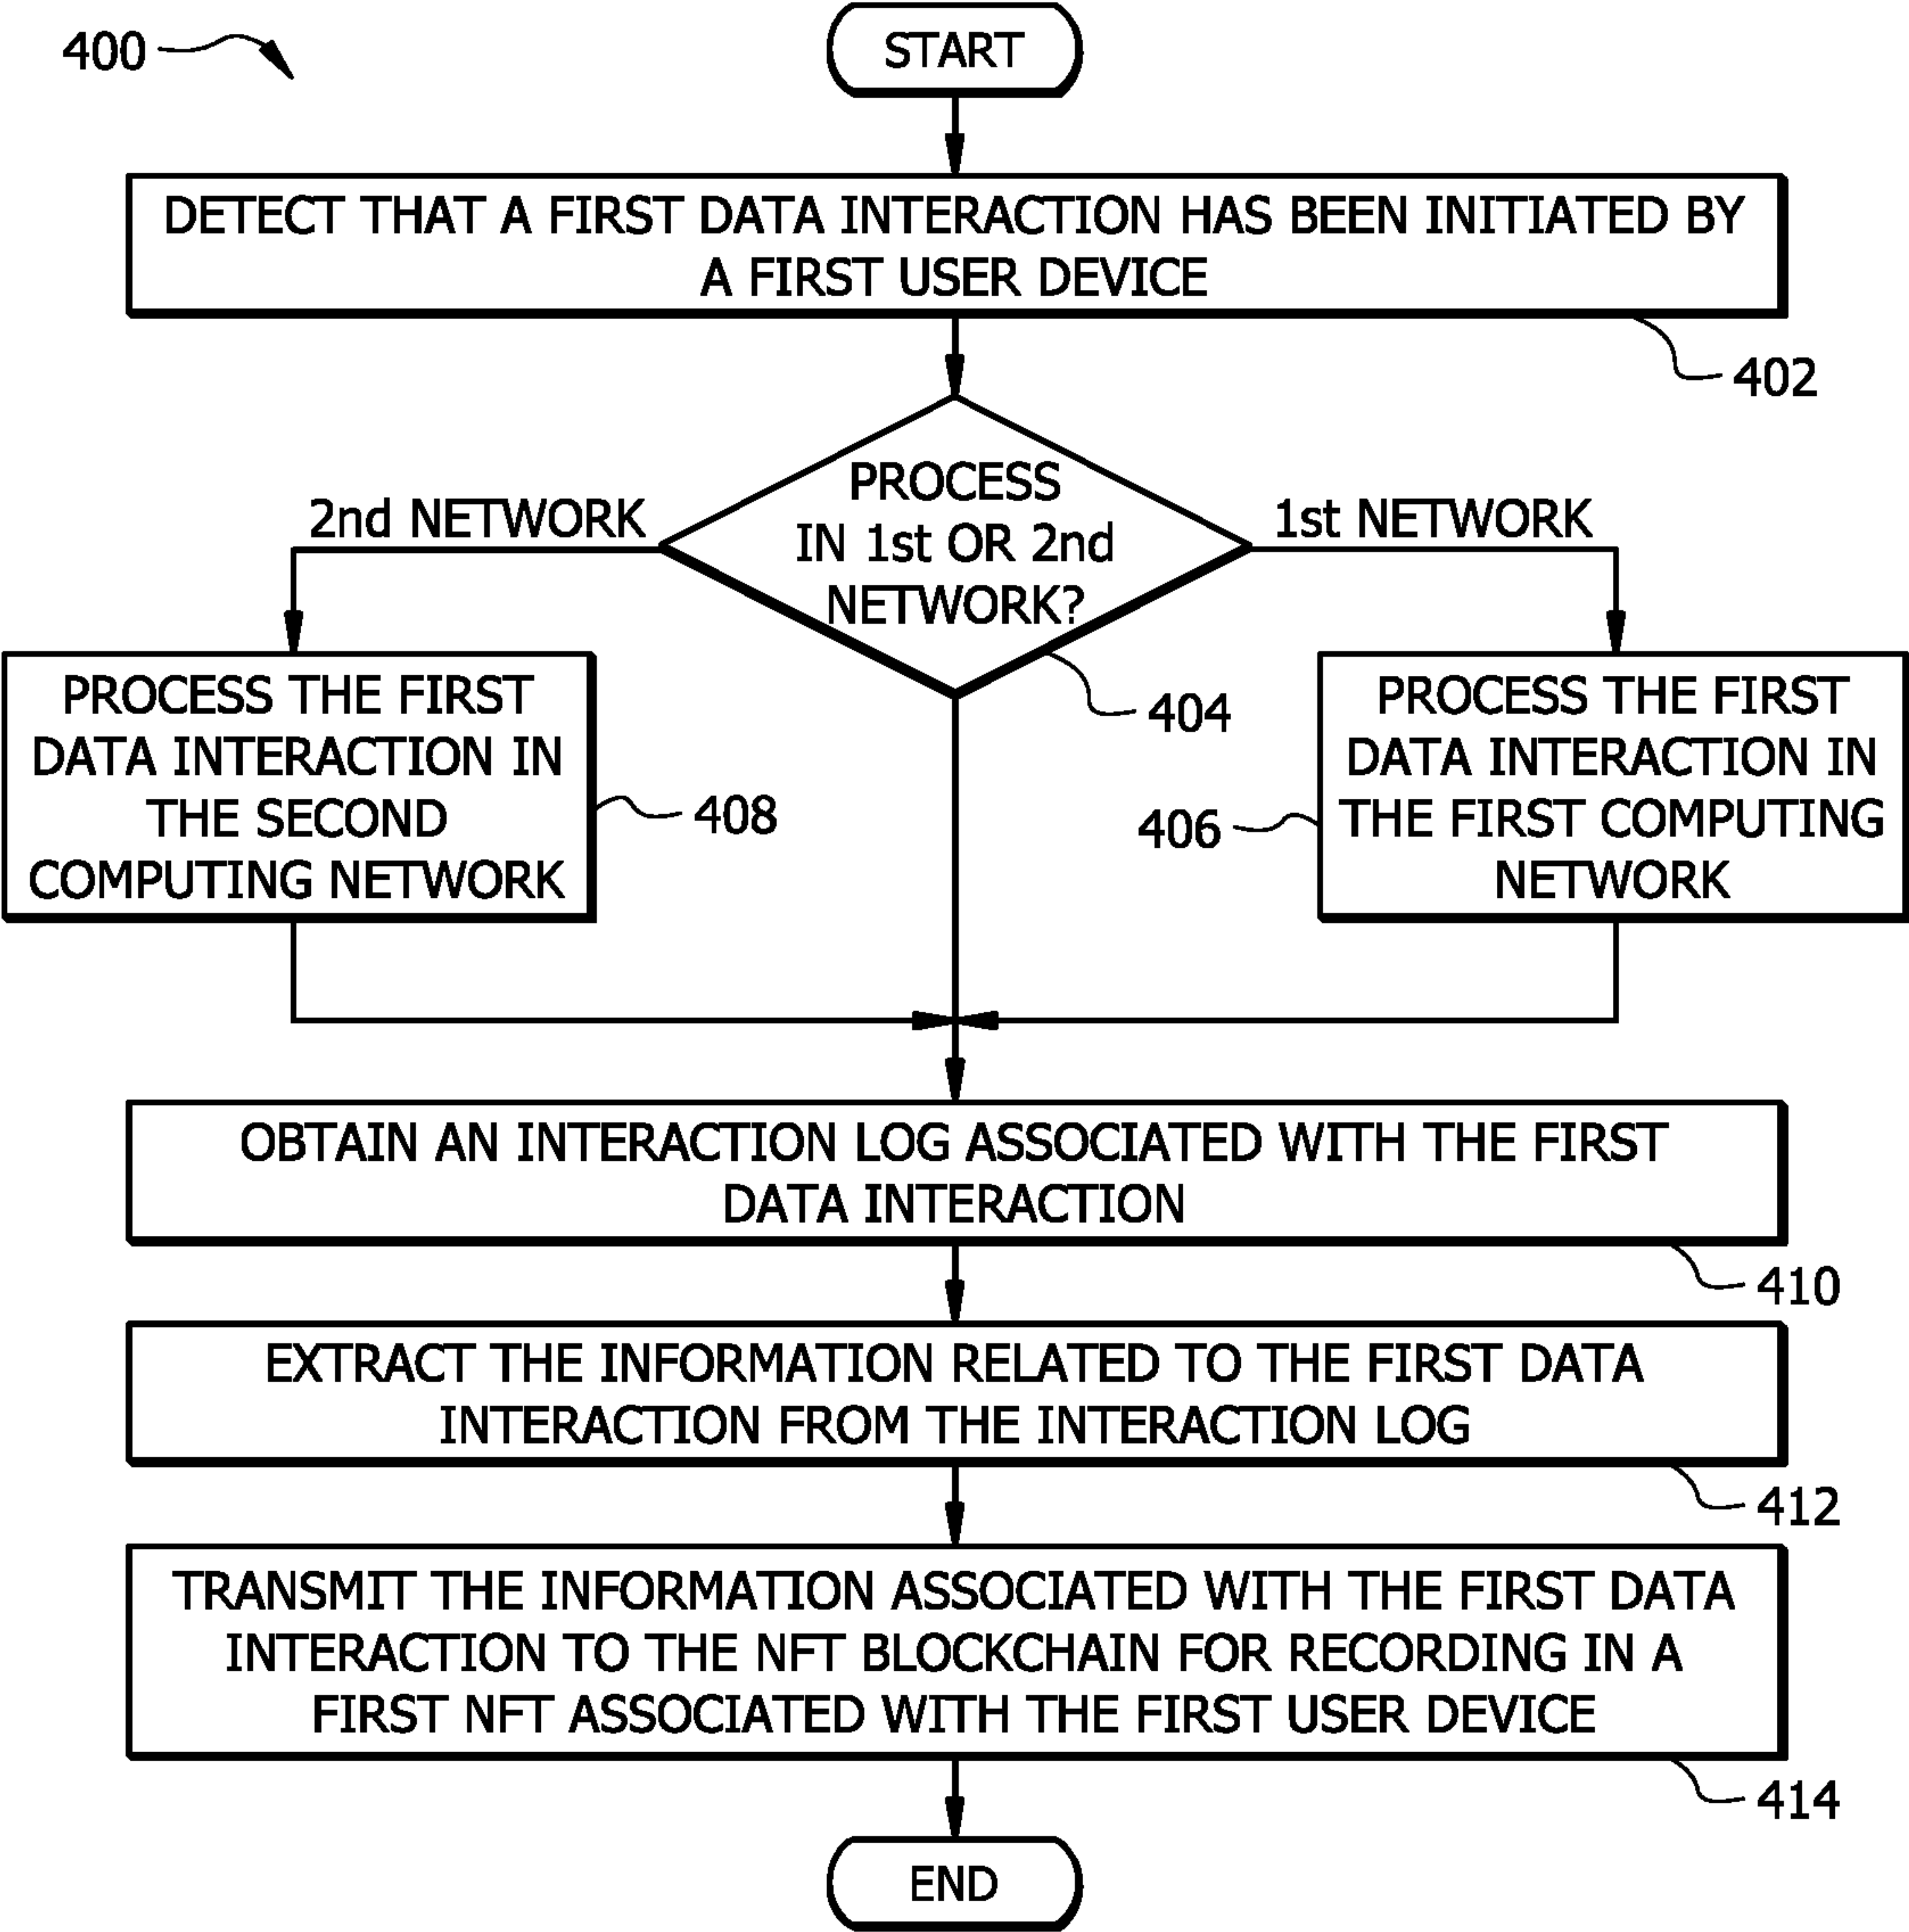 400
START
DETECT THAT A FIRST DATA INTERACTION HAS BEEN INITIATED BY
A FIRST USER DEVICE
402
PROCESS
IN 1st OR 2nd
NETWORK?
404
2nd NETWORK
1st NETWORK
PROCESS THE FIRST
DATA INTERACTION IN
THE SECOND
COMPUTING NETWORK
408
406
PROCESS THE FIRST
DATA INTERACTION IN
THE FIRST COMPUTING
NETWORK
OBTAIN AN INTERACTION LOG ASSOCIATED WITH THE FIRST
DATA INTERACTION
410
EXTRACT THE INFORMATION RELATED TO THE FIRST DATA
INTERACTION FROM THE INTERACTION LOG
412
TRANSMIT THE INFORMATION ASSOCIATED WITH THE FIRST DATA
INTERACTION TO THE NFT BLOCKCHAIN FOR RECORDING IN A
FIRST NFT ASSOCIATED WITH THE FIRST USER DEVICE
414
END